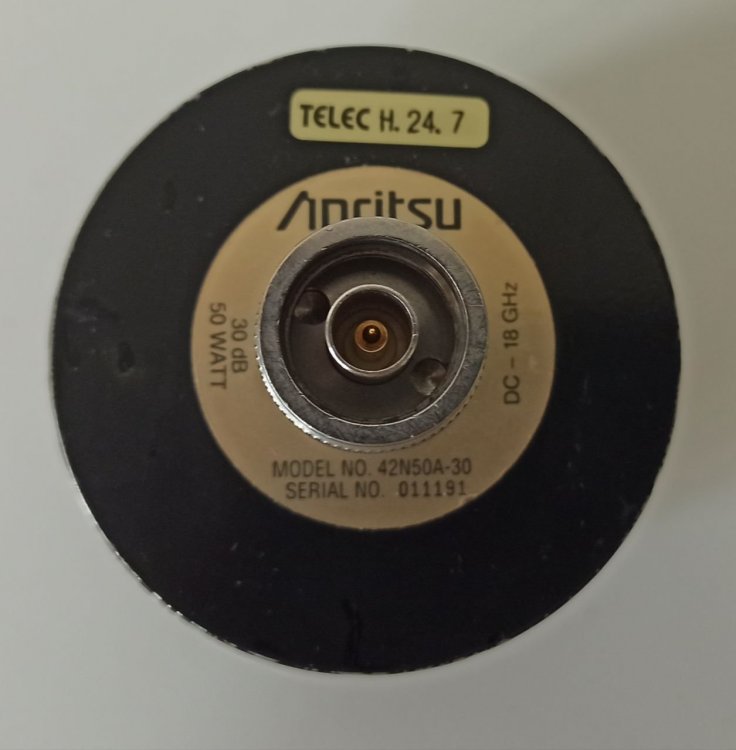 TELEC H. 24. 7
Anritsu
30 dB
50 WATT
DC – 18 GHz
MODEL NO. 42N50A-30
SERIAL NO. 011191